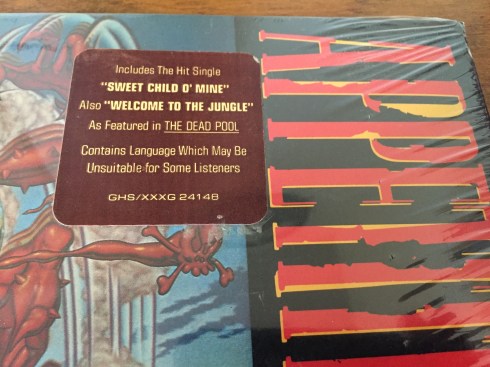 Includes The Hit Single
"SWEET CHILD O' MINE"
Also "WELCOME TO THE JUNGLE"
As Featured in THE DEAD POOL
Contains Language Which May Be
Unsuitable for Some Listeners
GHS/XXXG 24148
APPE